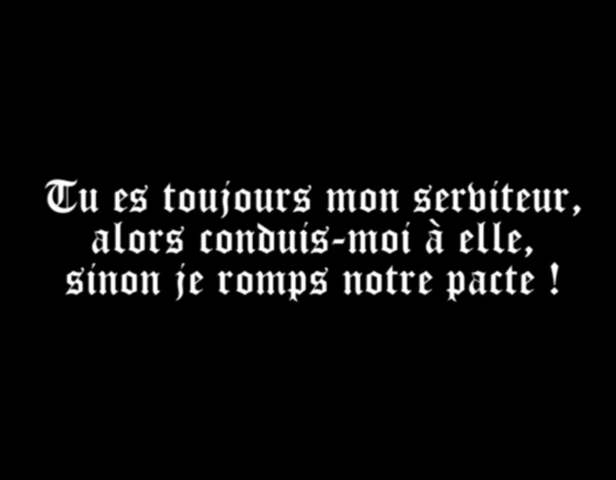 Tu es toujours mon serviteur,
alors conduis-moi à elle,
sinon je romps notre pacte !